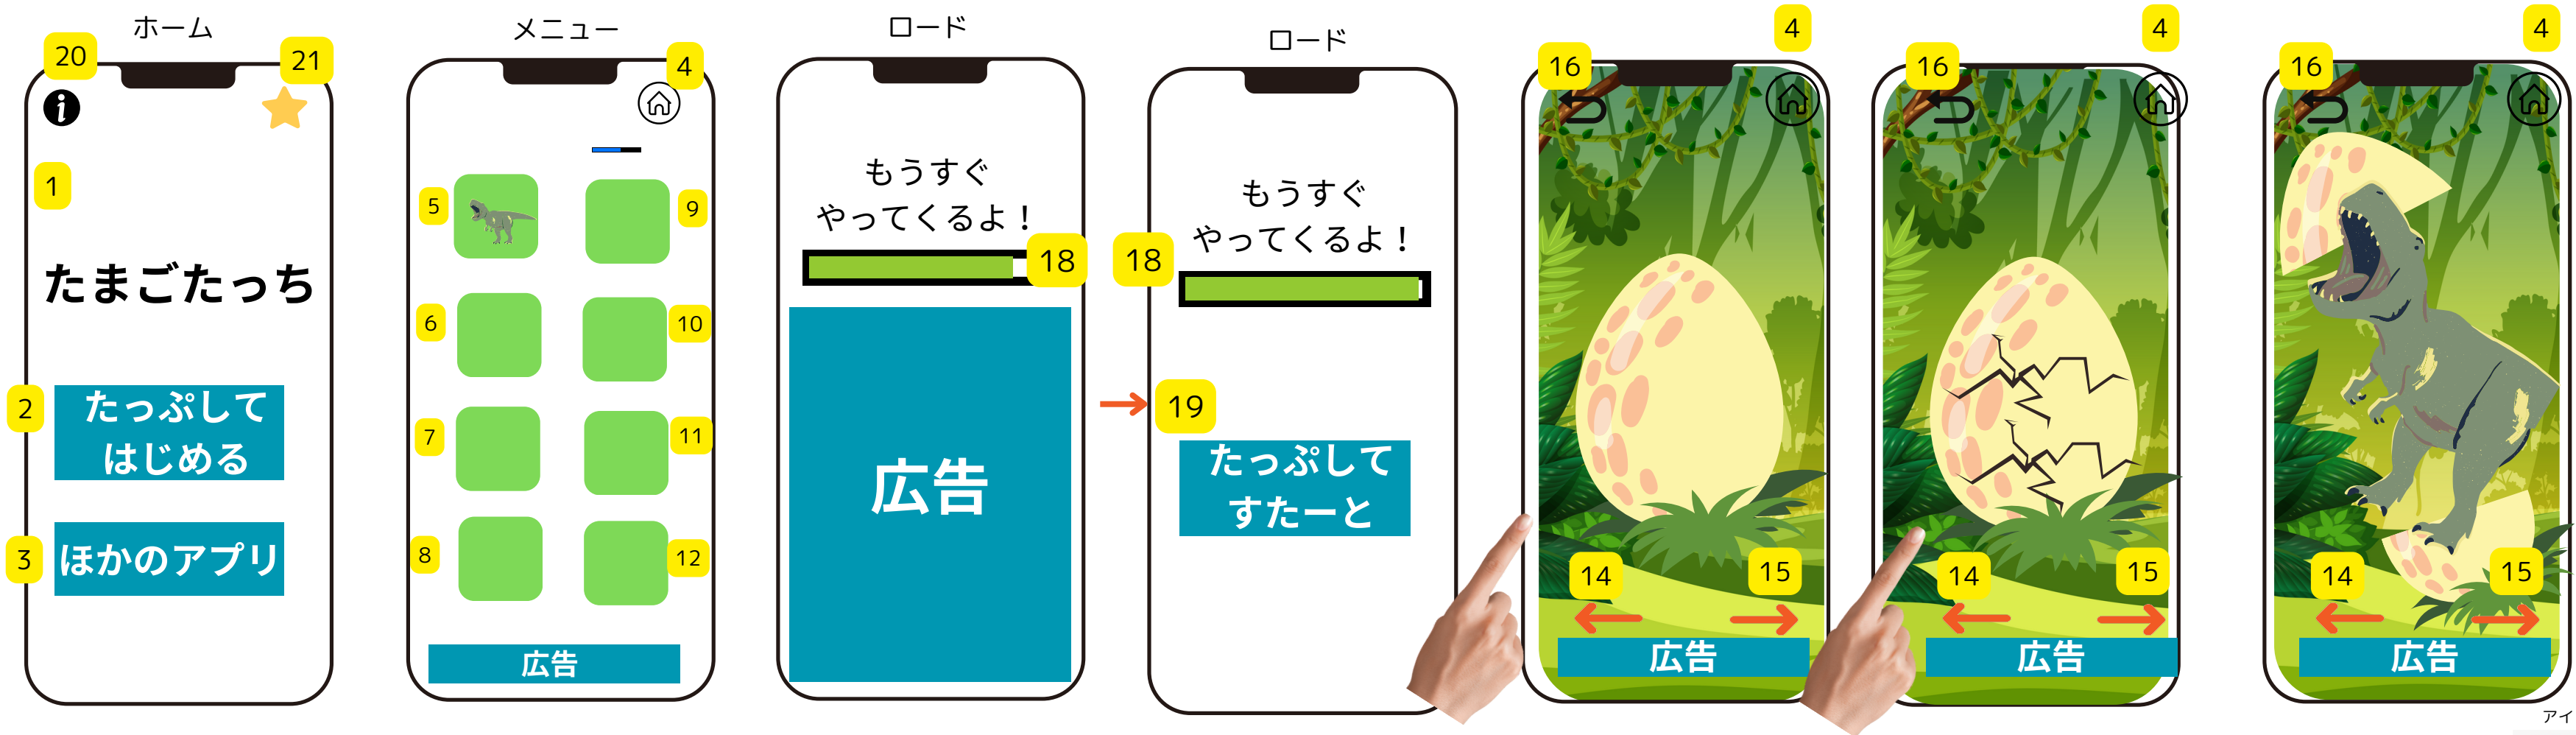 ホーム
20
21
i
1
たまごたっち
2
たっぷして
はじめる
3
ほかのアプリ
メニュー
4
5
9
6
10
7
11
8
12
広告
ロード
もうすぐ
やってくるよ！
18
広告
ロード
もうすぐ
やってくるよ！
18
19
たっぷして
すたーと
4
16
14
15
広告
4
16
14
15
広告
4
16
14
15
広告
アイ